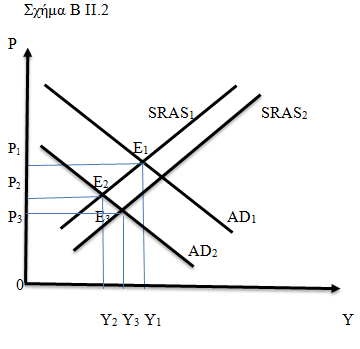 Σχήμα Β ΙΙ.2
P
SRAS₁
SRAS₂
P₁
E₁
P₂
E₂
P₃
E₃
AD₁
AD₂
0
Y₂ Y₃ Y₁
Y